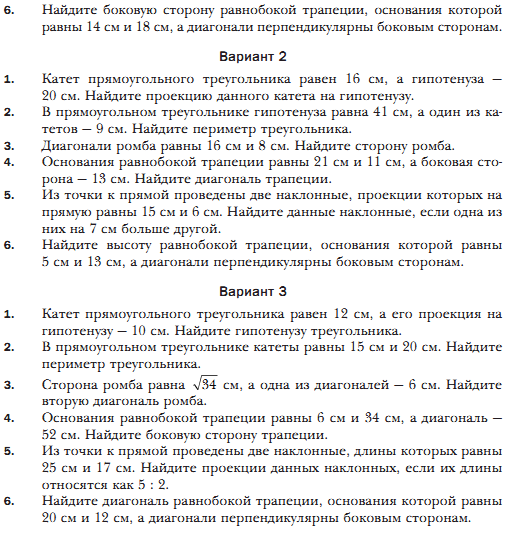 6. Найдите боковую сторону равнобокой трапеции, основания которой
равны 14 см и 18 см, а диагонали перпендикулярны боковым сторонам.
Вариант 2
1. Катет прямоугольного треугольника равен 16 см, а гипотенуза —
20 см. Найдите проекцию данного катета на гипотенузу.
2. В прямоугольном треугольнике гипотенуза равна 41 см, а один из ка-
тетов — 9 см. Найдите периметр треугольника.
3. Диагонали ромба равны 16 см и 8 см. Найдите сторону ромба.
4. Основания равнобокой трапеции равны 21 см и 11 см, а боковая сто-
рона — 13 см. Найдите диагональ трапеции.
5. Из точки к прямой проведены две наклонные, проекции которых на
прямую равны 15 см и 6 см. Найдите данные наклонные, если одна из
них на 7 см больше другой.
6. Найдите высоту равнобокой трапеции, основания которой равны
5 см и 13 см, а диагонали перпендикулярны боковым сторонам.
Вариант 3
1. Катет прямоугольного треугольника равен 12 см, а его проекция на
гипотенузу — 10 см. Найдите гипотенузу треугольника.
2. В прямоугольном треугольнике катеты равны 15 см и 20 см. Найдите
периметр треугольника.
3. Сторона ромба равна √34 см, а одна из диагоналей — 6 см. Найдите
вторую диагональ ромба.
4. Основания равнобокой трапеции равны 6 см и 34 см, а диагональ —
52 см. Найдите боковую сторону трапеции.
5. Из точки к прямой проведены две наклонные, длины которых равны
25 см и 17 см. Найдите проекции данных наклонных, если их длины
относятся как 5 : 2.
6. Найдите диагональ равнобокой трапеции, основания которой равны
20 см и 12 см, а диагонали перпендикулярны боковым сторонам.